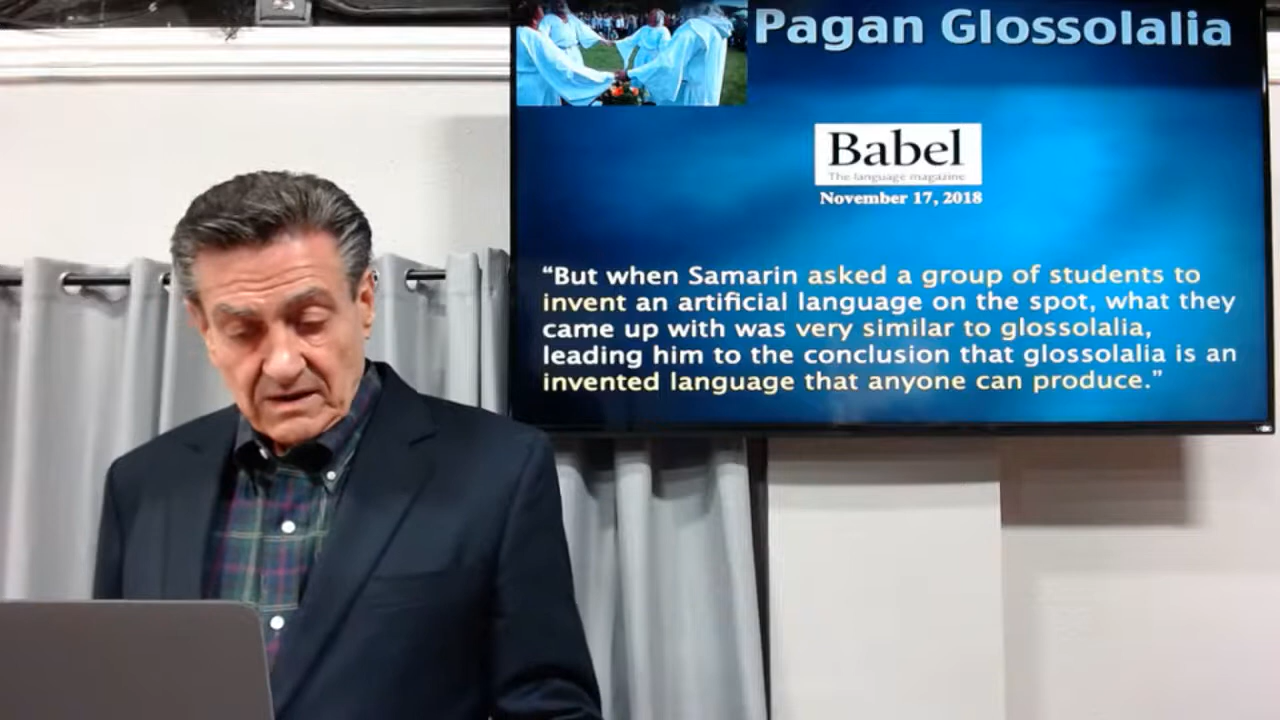 Pagan Glossolalia
Babel
The language magazine
November 17, 2018
“But when Samarin asked a group of students to
invent an artificial language on the spot, what they
came up with was very similar to glossolalia,
leading him to the conclusion that glossolalia is an
invented language that anyone can produce.”